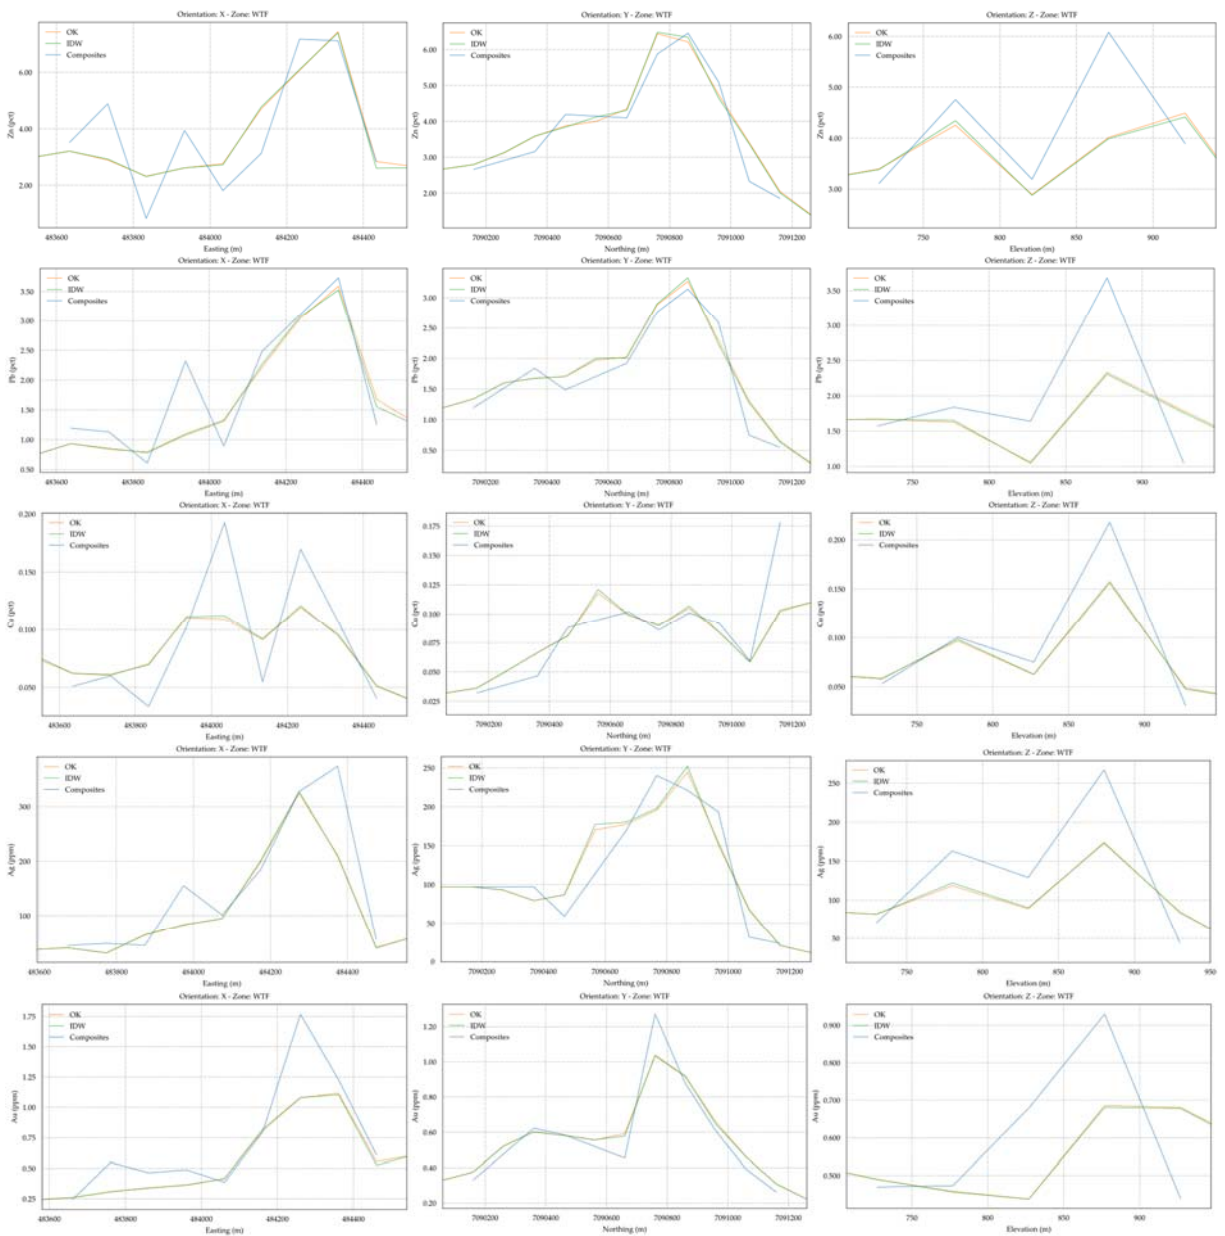 Orientation: X - Zone: WTF
OK
IDW
Composites
Zn (pct)
6.00
4.00
2.00
483600 483800 484000 484200 484400
Easting (m)
Orientation: Y - Zone: WTF
OK
IDW
Composites
Zn (pct)
6.00
5.00
4.00
3.00
2.00
7090200 7090400 7090600 7090800 7091000 7091200
Northing (m)
Orientation: Z - Zone: WTF
OK
IDW
Composites
Zn (pct)
6.00
5.00
4.00
3.00
750 800 850 900
Elevation (m)
Orientation: X - Zone: WTF
OK
IDW
Composites
Pb (pct)
3.50
3.00
2.50
2.00
1.50
1.00
0.50
483600 483800 484000 484200 484400
Easting (m)
Orientation: Y - Zone: WTF
OK
IDW
Composites
Pb (pct)
3.00
2.50
2.00
1.50
1.00
0.50
7090200 7090400 7090600 7090800 7091000 7091200
Northing (m)
Orientation: Z - Zone: WTF
OK
IDW
Composites
Pb (pct)
3.50
3.00
2.50
2.00
1.50
1.00
750 800 850 900
Elevation (m)
Orientation: X - Zone: WTF
OK
IDW
Composites
Cu (pct)
0.200
0.150
0.100
0.050
483600 483800 484000 484200 484400
Easting (m)
Orientation: Y - Zone: WTF
OK
IDW
Composites
Cu (pct)
0.175
0.150
0.125
0.100
0.075
0.050
0.025
7090200 7090400 7090600 7090800 7091000 7091200
Northing (m)
Orientation: Z - Zone: WTF
OK
IDW
Composites
Cu (pct)
0.200
0.150
0.100
0.050
750 800 850 900
Elevation (m)
Orientation: X - Zone: WTF
OK
IDW
Composites
Ag (ppm)
300
200
100
483600 483800 484000 484200 484400
Easting (m)
Orientation: Y - Zone: WTF
OK
IDW
Composites
Ag (ppm)
250
200
150
100
50
0
7090200 7090400 7090600 7090800 7091000 7091200
Northing (m)
Orientation: Z - Zone: WTF
OK
IDW
Composites
Ag (ppm)
250
200
150
100
50
750 800 850 900 950
Elevation (m)
Orientation: X - Zone: WTF
OK
IDW
Composites
Au (ppm)
1.75
1.50
1.25
1.00
0.75
0.50
0.25
483600 483800 484000 484200 484400
Easting (m)
Orientation: Y - Zone: WTF
OK
IDW
Composites
Au (ppm)
1.20
1.00
0.80
0.60
0.40
0.20
7090200 7090400 7090600 7090800 7091000 7091200
Northing (m)
Orientation: Z - Zone: WTF
OK
IDW
Composites
Au (ppm)
0.900
0.800
0.700
0.600
0.500
750 800 850 900
Elevation (m)